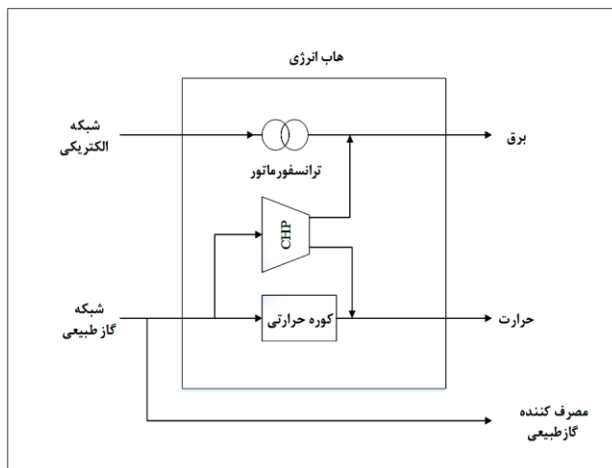 هاب انرژی
شبکه
الکتریکی
ترانسفورماتور
برق
CHP
شبکه
گاز طبیعی
کوره حرارتی
حرارت
مصرف کننده
گازطبیعی